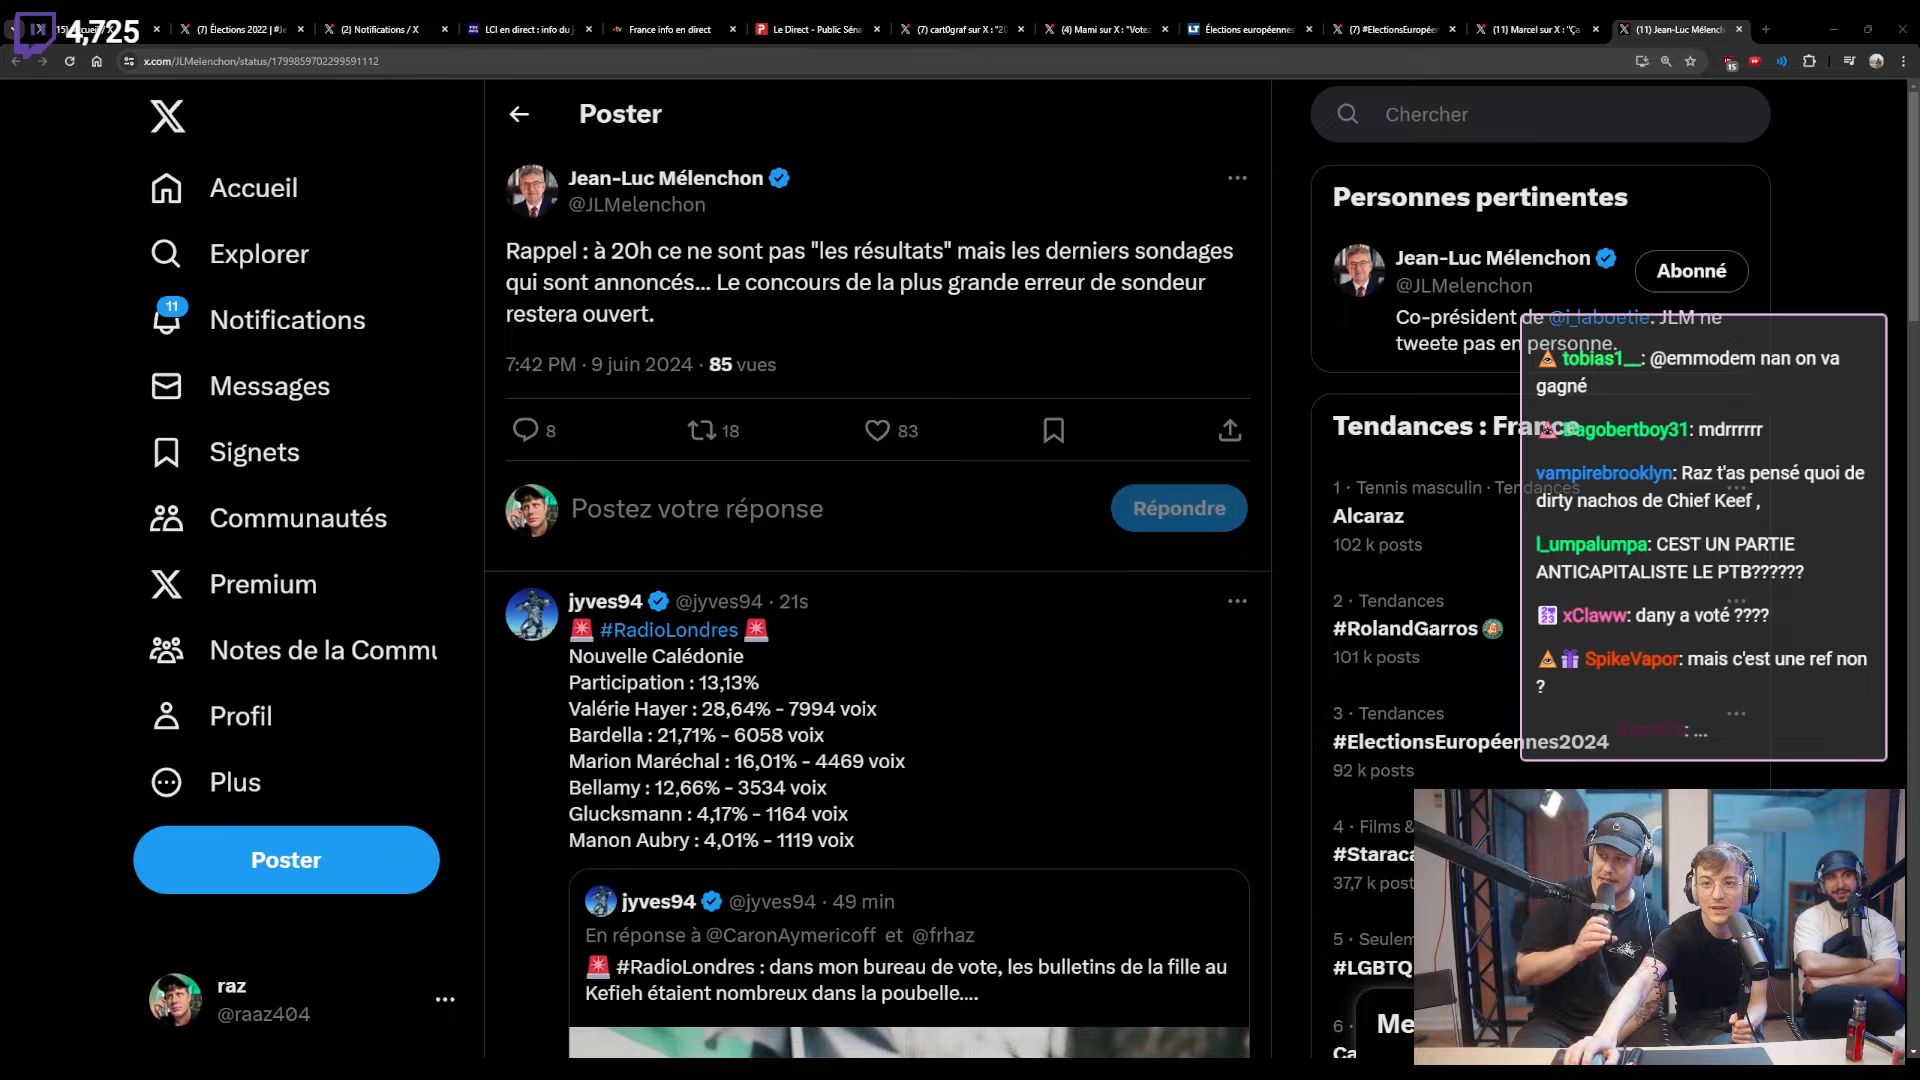 4,725
(7) Élections 2022 | #Je
(2) Notifications / X
LCI en direct : info du j
France info en direct
Le Direct - Public Séna
(7) cart0graf sur X : "20
(4) Mami sur X : "Votez
Élections européennes
(7) #ElectionsEuropée
(11) Marcel sur X : "Ça
(11) Jean-Luc Mélench
x.com/JLMelenchon/status/1799859702299591112
15
Accueil
Explorer
11
Notifications
Messages
Signets
Communautés
Premium
Notes de la Commu
Profil
Plus
Poster
raz
@raaz404
Poster
Jean-Luc Mélenchon
@JLMelenchon
Rappel : à 20h ce ne sont pas "les résultats" mais les derniers sondages
qui sont annoncés... Le concours de la plus grande erreur de sondeur
restera ouvert.
7:42 PM · 9 juin 2024 · 85 vues
8 18 83
Postez votre réponse
Répondre
jyves94 @jyves94 · 21s
🚨 #RadioLondres 🚨
Nouvelle Calédonie
Participation : 13,13%
Valérie Hayer : 28,64% - 7994 voix
Bardella : 21,71% - 6058 voix
Marion Maréchal : 16,01% - 4469 voix
Bellamy : 12,66% - 3534 voix
Glucksmann : 4,17% - 1164 voix
Manon Aubry : 4,01% - 1119 voix
jyves94 @jyves94 · 49 min
En réponse à @CaronAymericoff et @frhaz
🚨 #RadioLondres : dans mon bureau de vote, les bulletins de la fille au
Kefieh étaient nombreux dans la poubelle....
Chercher
Personnes pertinentes
Jean-Luc Mélenchon
@JLMelenchon
Abonné
Co-président de @i_laboetie. JLM ne
tweete pas en personne.
Tendances : France
1 · Tennis masculin · Tendances
Alcaraz
102 k posts
2 · Tendances
#RolandGarros
101 k posts
3 · Tendances
#ElectionsEuropéennes2024
92 k posts
4 · Films &
#Staraca
37,7 k post
5 · Seulem
#LGBTQ
6 ·
Ca
Me
tobias1__: @emmodem nan on va
gagné
Dagobertboy31: mdrrrrrr
vampirebrooklyn: Raz t'as pensé quoi de
dirty nachos de Chief Keef ,
l_umpalumpa: CEST UN PARTIE
ANTICAPITALISTE LE PTB??????
xClaww: dany a voté ????
SpikeVapor: mais c'est une ref non
?
: ...